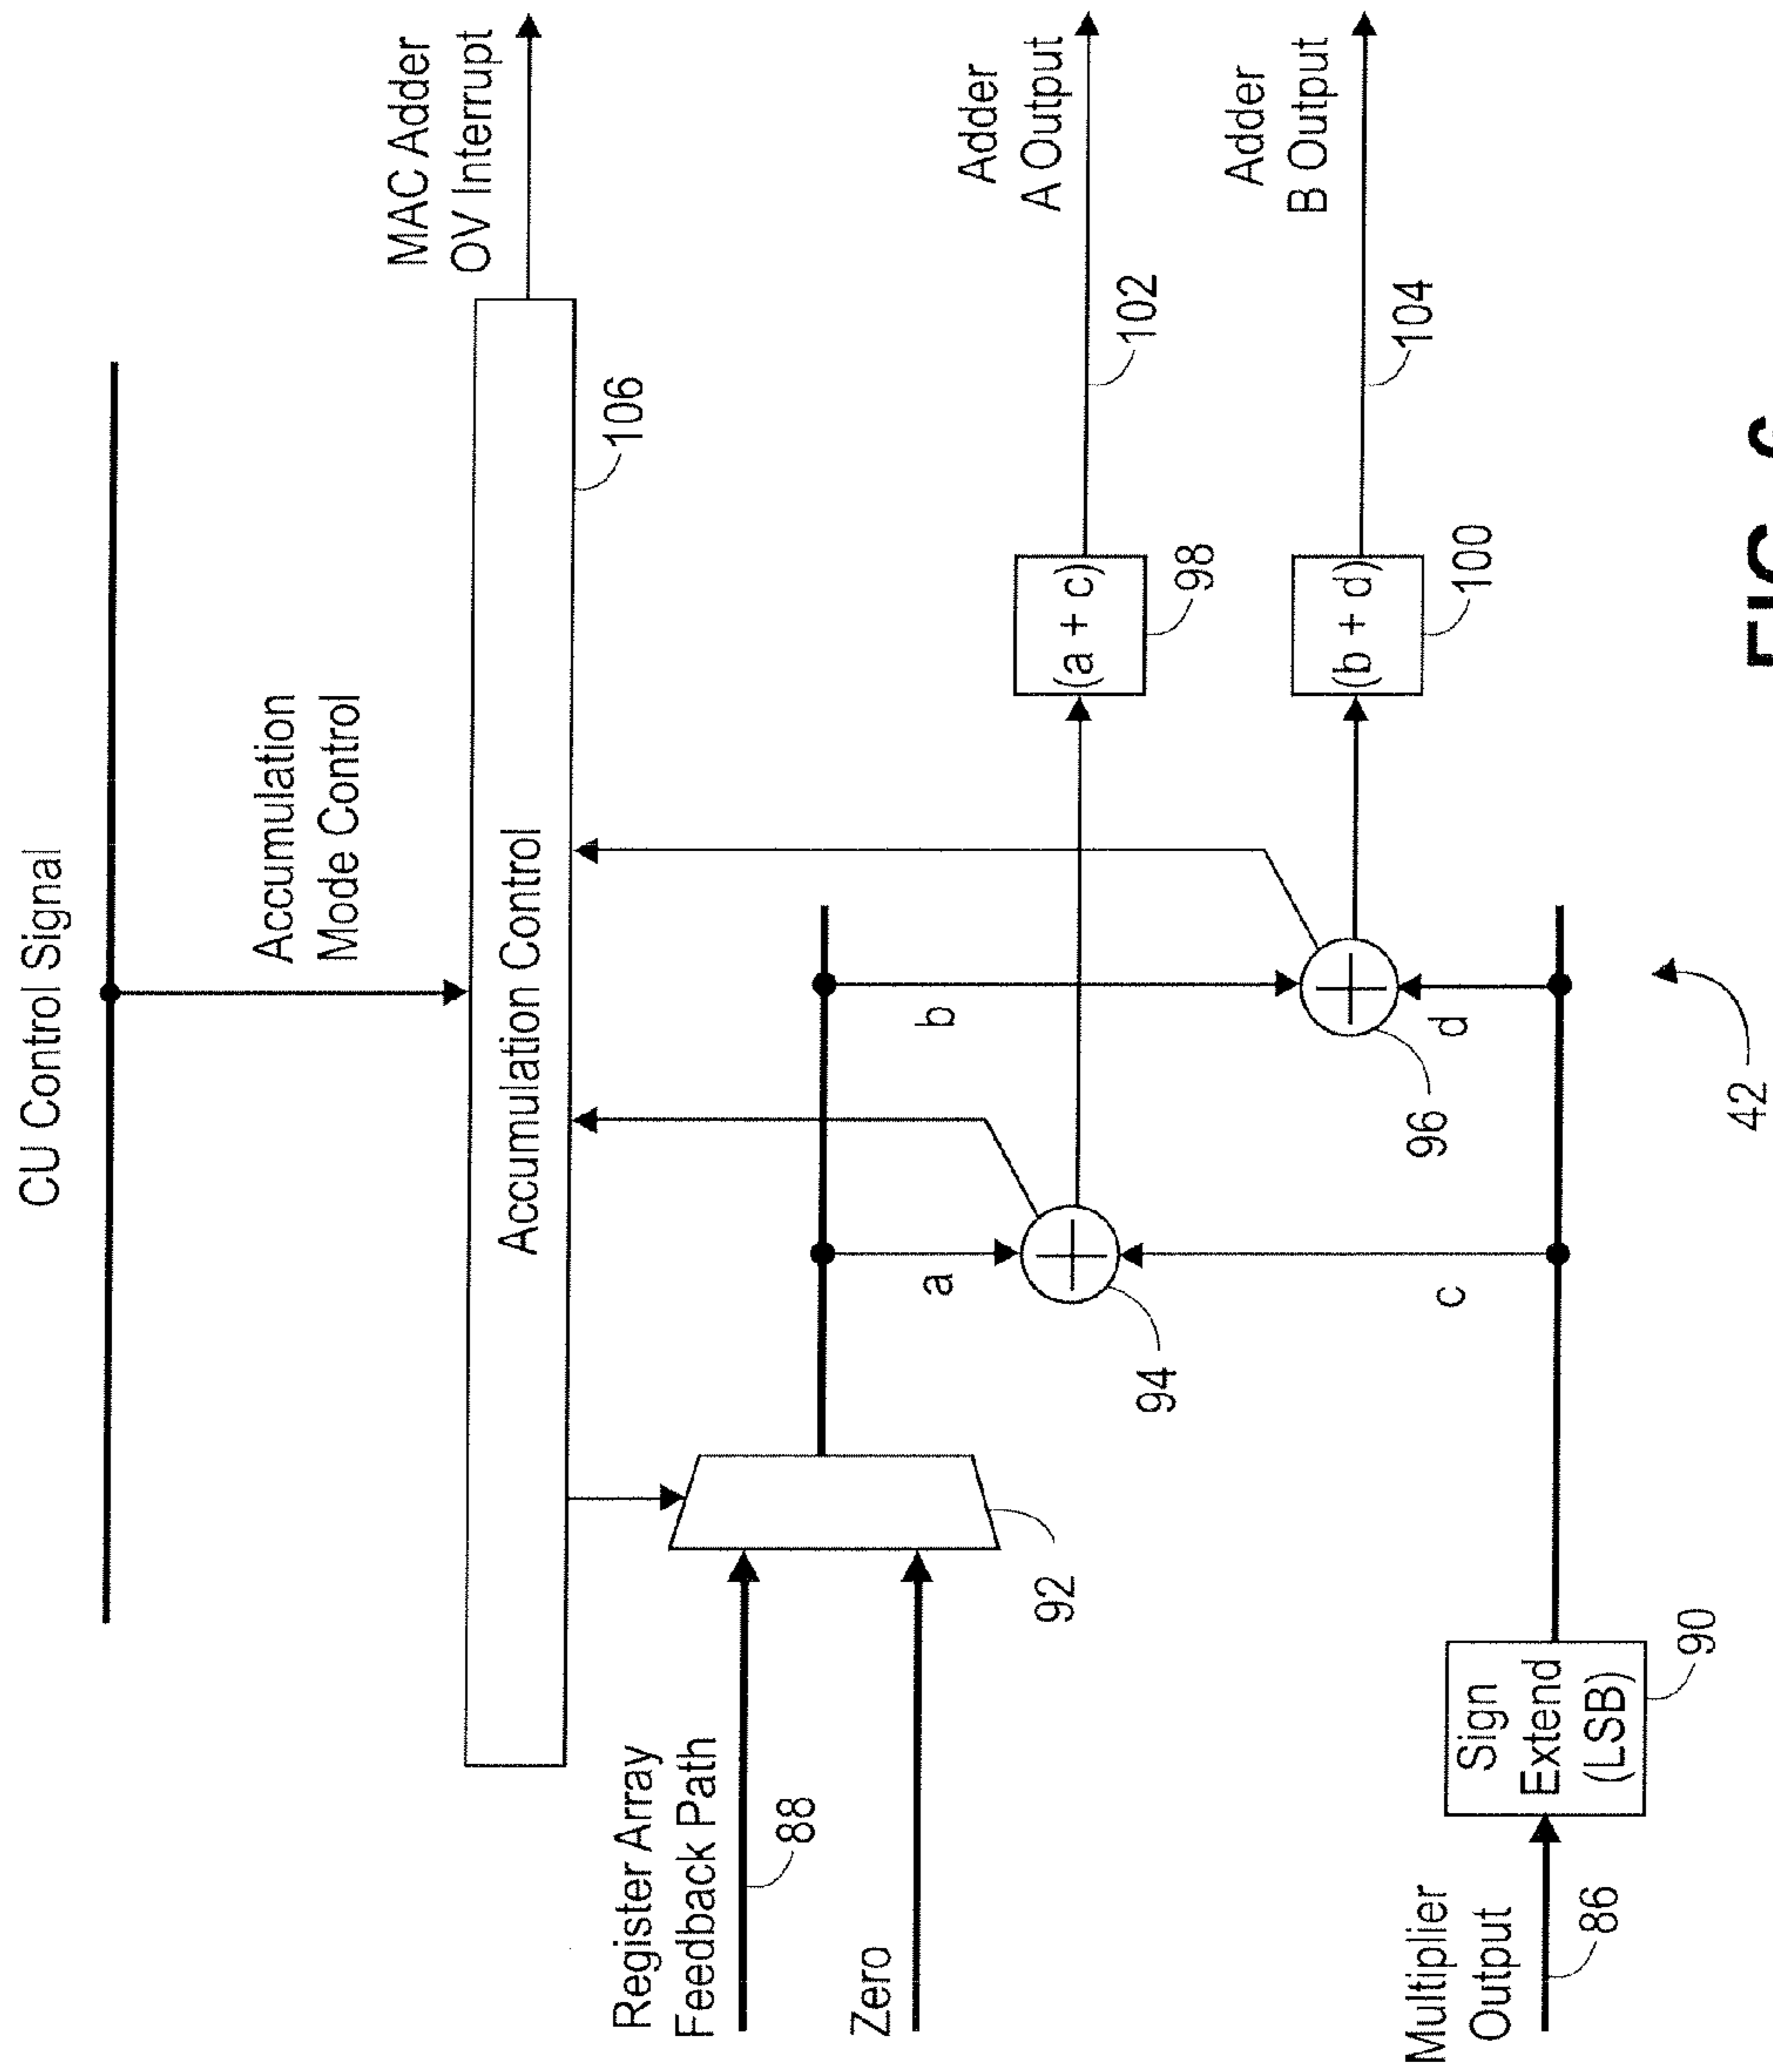 CU Control Signal
Accumulation
Mode Control
MAC Adder
OV Interrupt
Accumulation Control
106
Register Array
Feedback Path
88
Zero
92
a
b
94
c
96
d
(a + c)
98
Adder
A Output
102
(b + d)
100
Adder
B Output
104
Multiplier
Output
86
Sign
Extend
(LSB)
90
42